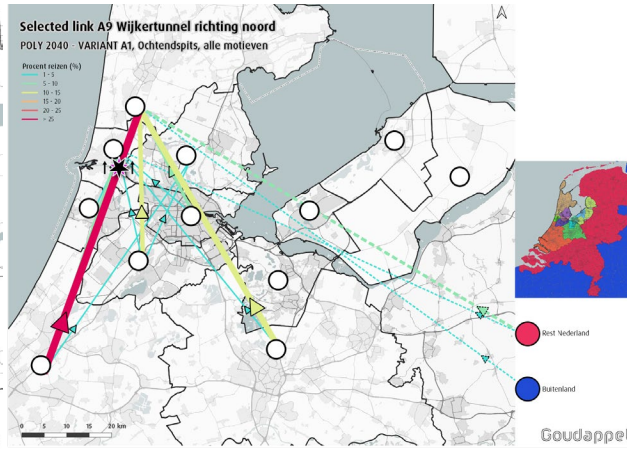 Selected link A9 Wijkertunnel richting noord
POLY 2040 - VARIANT A1, Ochtendspits, alle motieven
Procent reizen (%)
1 - 5
5 - 10
10 - 15
15 - 20
20 - 25
> 25
Rest Nederland
Buitenland
0 5 10 15 20 km
Goudappel